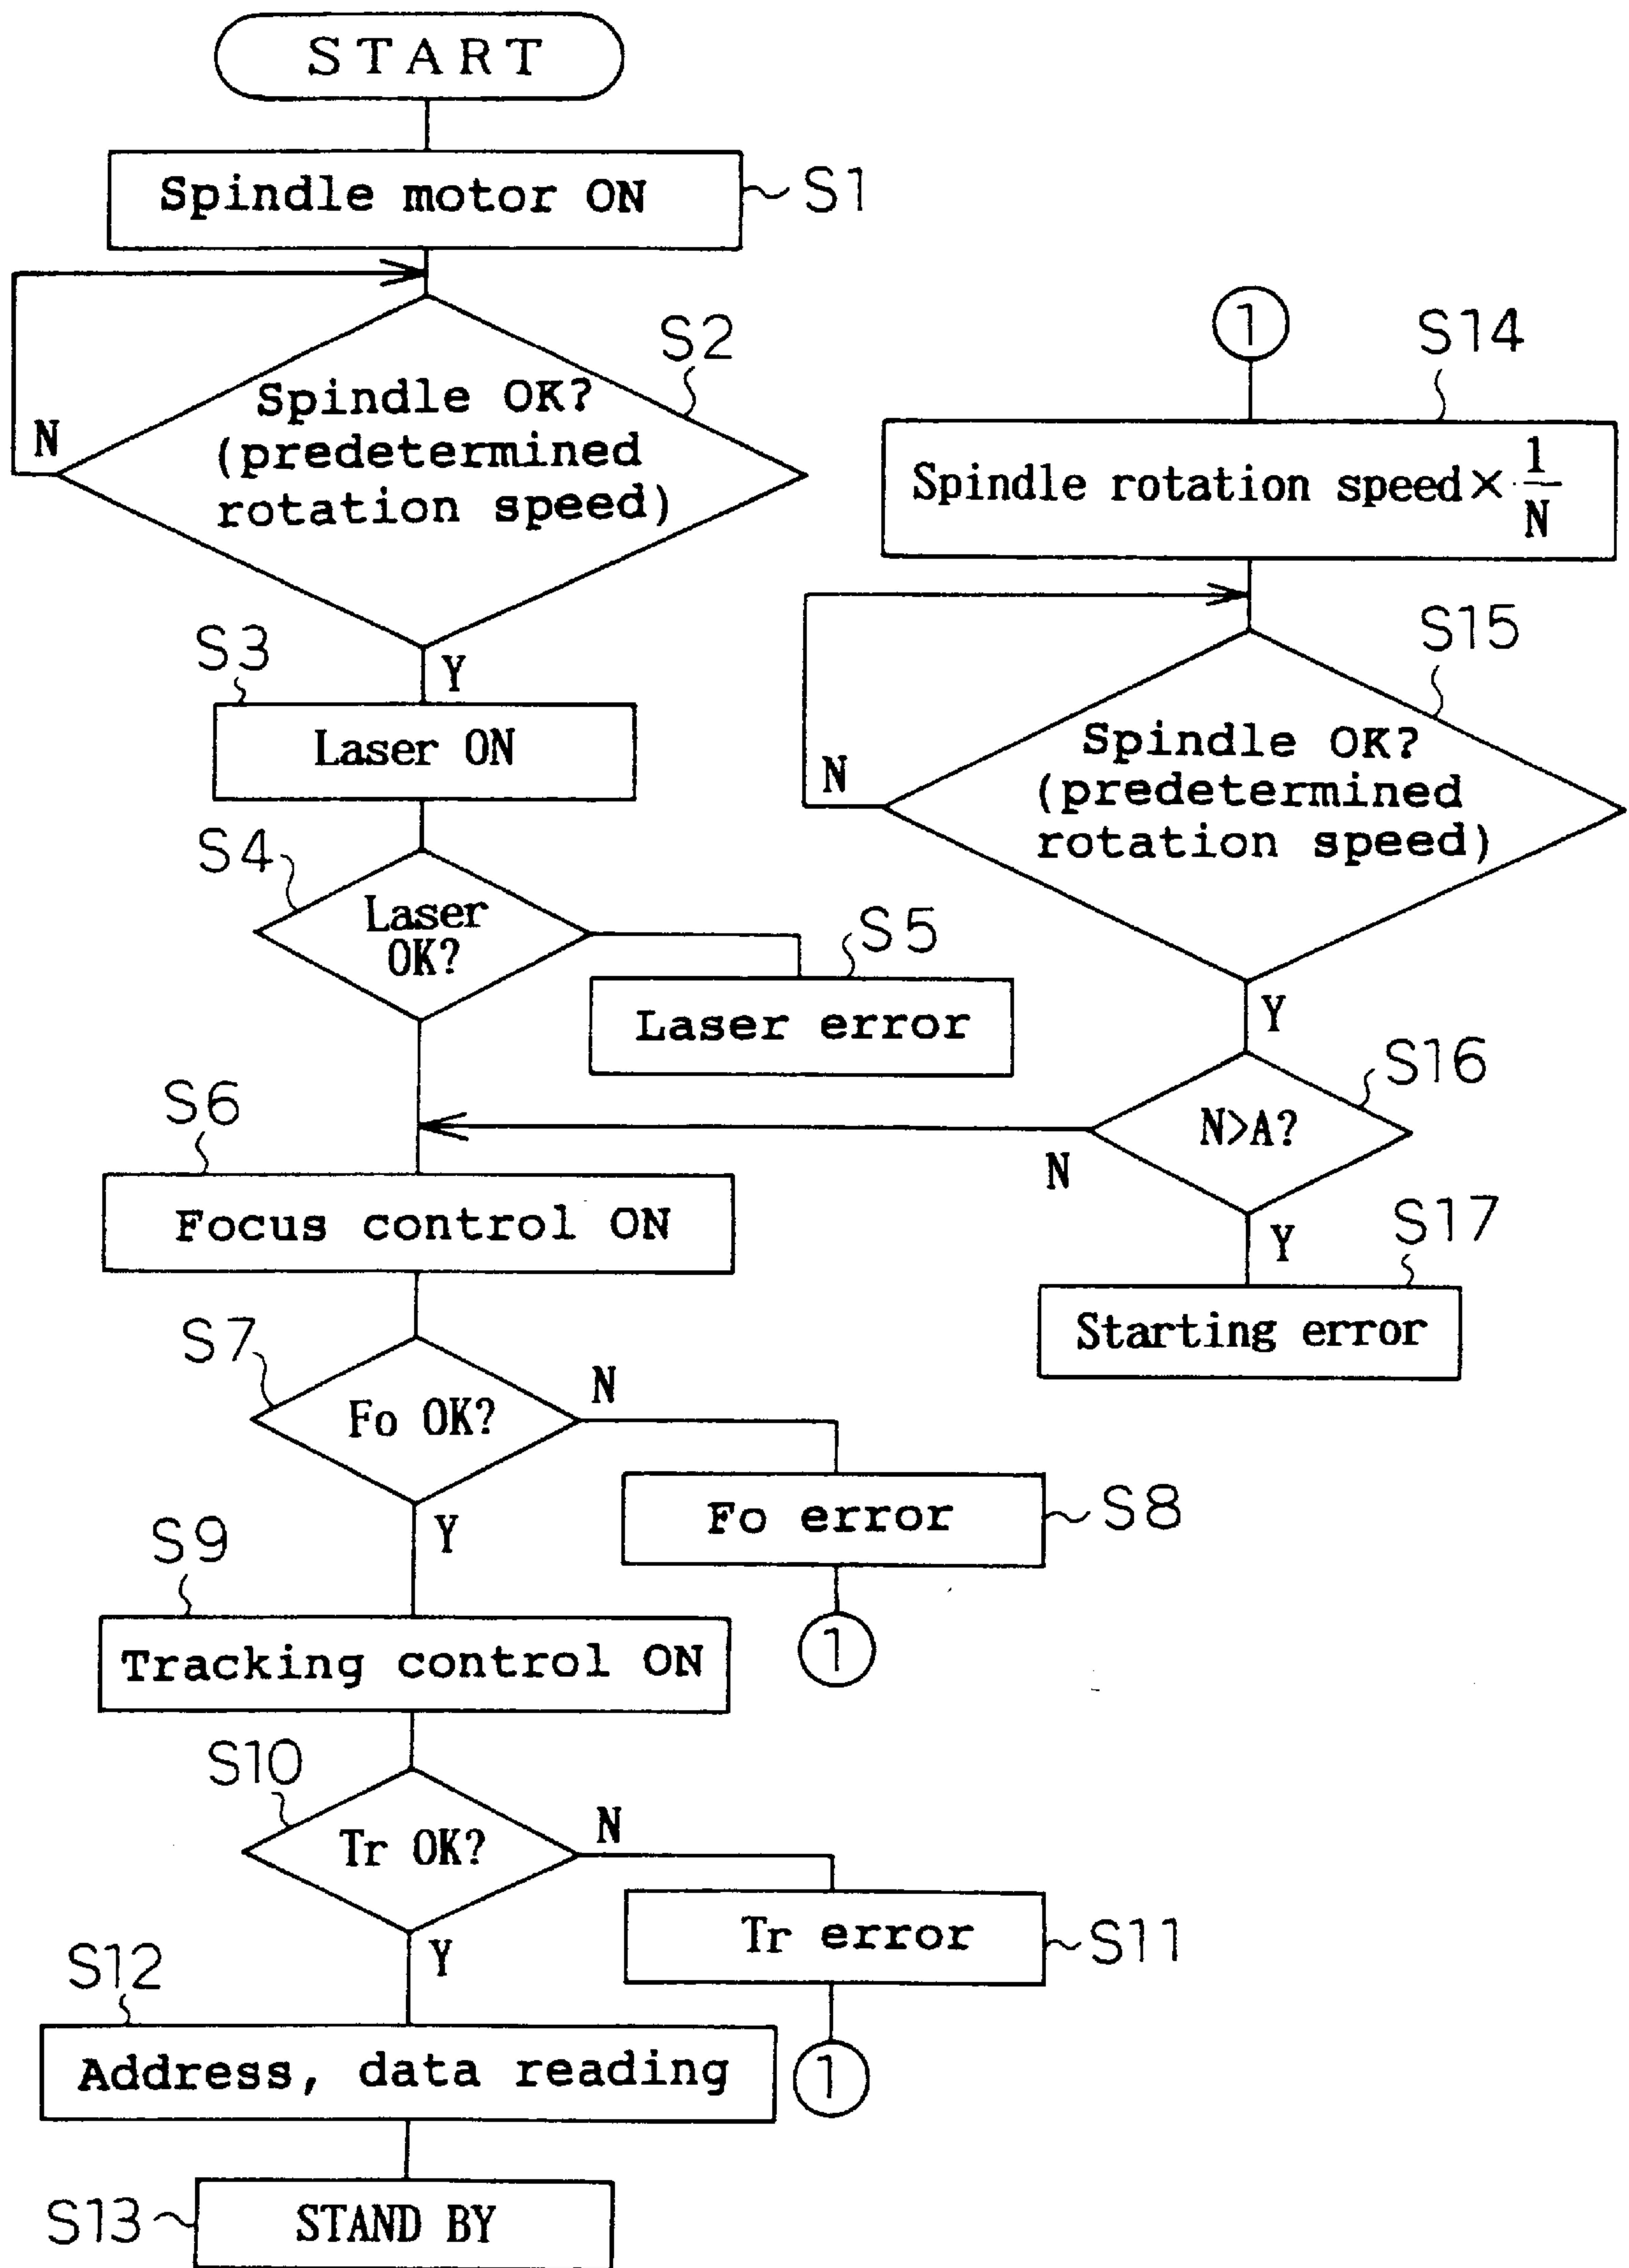 START
Spindle motor ON
S1
S2
Spindle OK?
(predetermined
rotation speed)
N
Y
S3
Laser ON
S4
Laser
OK?
S5
Laser error
S6
Focus control ON
S7
Fo OK?
N
Y
Fo error
S8
1
S9
Tracking control ON
S10
Tr OK?
N
Y
Tr error
S11
1
S12
Address, data reading
S13
STAND BY
1
S14
Spindle rotation speed × 1/N
S15
Spindle OK?
(predetermined
rotation speed)
N
Y
S16
N>A?
N
Y
S17
Starting error